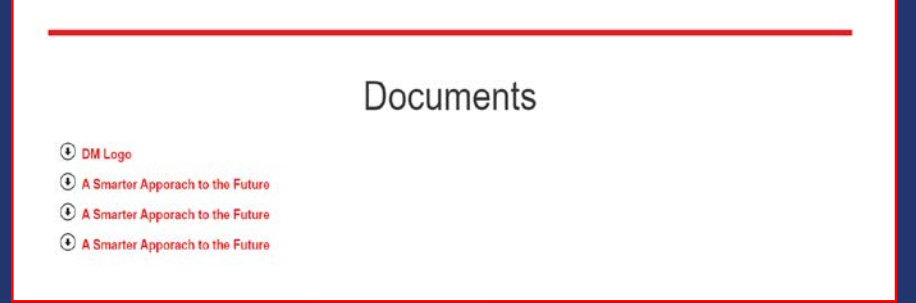 Documents
DM Logo
A Smarter Apporach to the Future
A Smarter Apporach to the Future
A Smarter Apporach to the Future